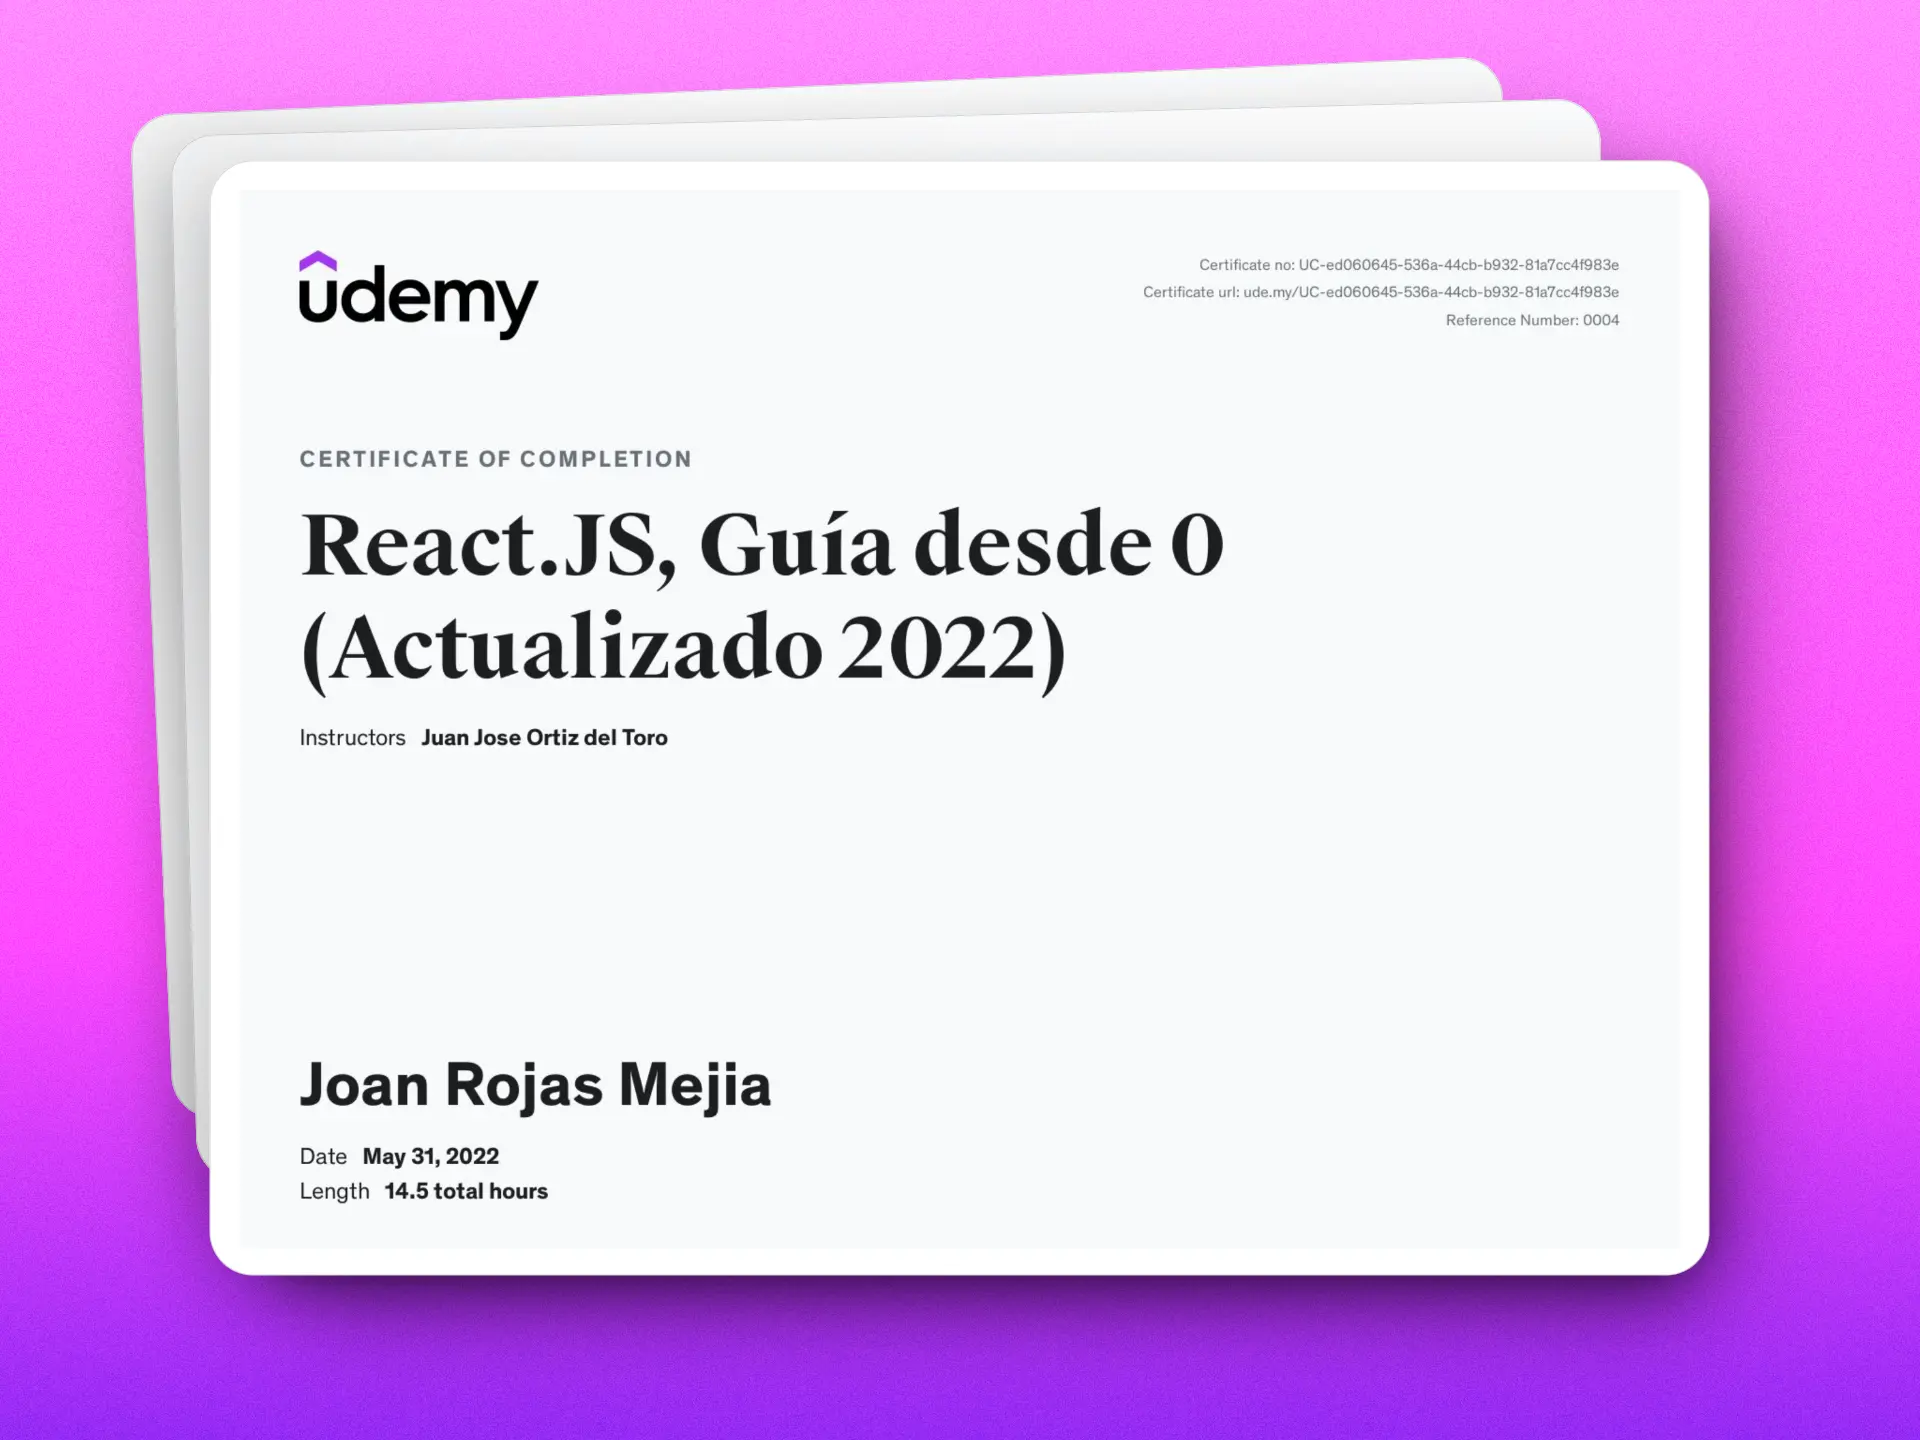 udemy
Certificate no: UC-ed060645-536a-44cb-b932-81a7cc4f983e
Certificate url: ude.my/UC-ed060645-536a-44cb-b932-81a7cc4f983e
Reference Number: 0004
CERTIFICATE OF COMPLETION
React.JS, Guía desde 0
(Actualizado 2022)
Instructors Juan Jose Ortiz del Toro
Joan Rojas Mejia
Date May 31, 2022
Length 14.5 total hours